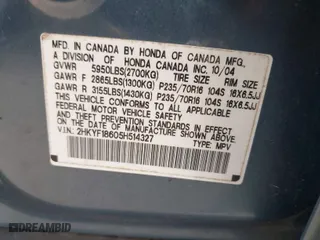 MFD. IN CANADA BY HONDA OF CANADA MFG.
A DIVISION OF HONDA CANADA INC. 10/04
GVWR 5950LBS(2700KG) TIRE SIZE RIM SIZE
GAWR F 2865LBS(1300KG) P235/70R16 104S 16X6.5JJ
GAWR R 3155LBS(1430KG) P235/70R16 104S 16X6.5JJ
THIS VEHICLE CONFORMS TO ALL APPLICABLE
FEDERAL MOTOR VEHICLE SAFETY STANDARDS IN
EFFECT ON THE DATE OF MANUFACTURE SHOWN ABOVE.
V.I.N.: 2HKYF18605H514327 TYPE: MPV
DREAMBID